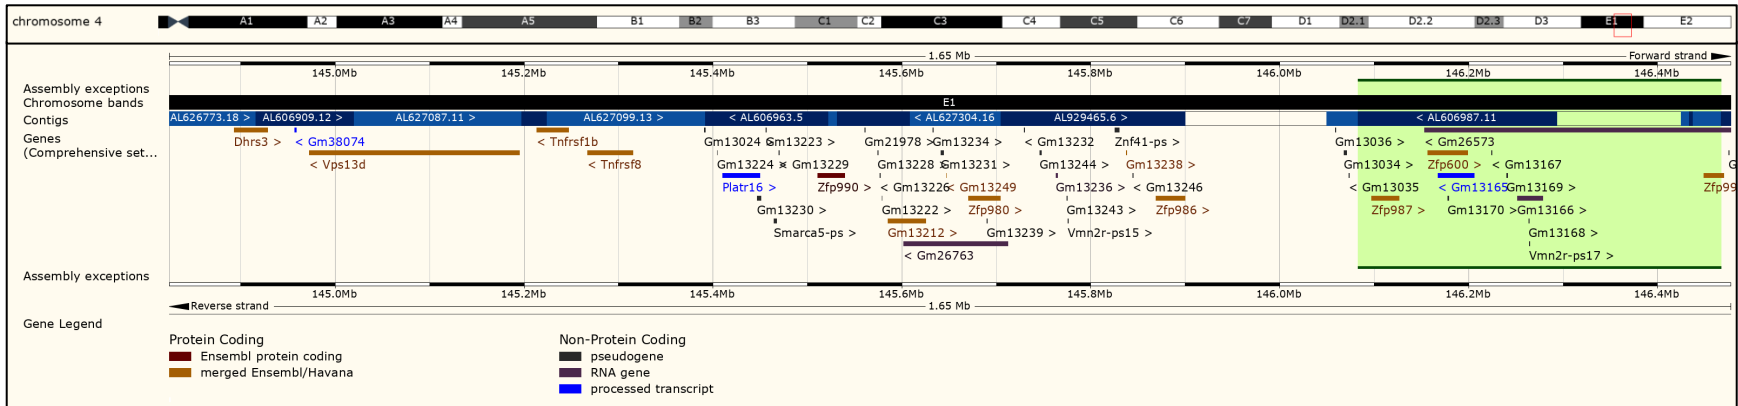 chromosome 4 A1 A2 A3 A4 A5 B1 B2 B3 C1 C2 C3 C4 C5 C6 C7 D1 D2.1 D2.2 D2.3 D3 E1 E2
1.65 Mb Forward strand
145.0Mb 145.2Mb 145.4Mb 145.6Mb 145.8Mb 146.0Mb 146.2Mb 146.4Mb
Assembly exceptions
Chromosome bands E1
Contigs AL626773.18 > AL606909.12 > AL627087.11 > AL627099.13 > < AL606963.5 < AL627304.16 AL929465.6 > < AL606987.11
Genes
(Comprehensive set...
Dhrs3 > < Gm38074 < Tnfrsf1b Gm13024 Gm13223 > Gm21978 > Gm13234 > < Gm13232 Znf41-ps > Gm13036 > < Gm26573
< Vps13d < Tnfrsf8 Gm13224 < Gm13229 Gm13228 > Gm13231 > Gm13244 > Gm13238 > Gm13034 > Zfp600 > < Gm13167
Platr16 > Zfp990 > < Gm13226 < Gm13249 Gm13236 > < Gm13246 < Gm13035 < Gm13165 Gm13169 > Zfp99
Gm13230 > Gm13222 > Zfp980 > Gm13243 > Zfp986 > Zfp987 > Gm13170 > Gm13166 >
Smarca5-ps > Gm13212 > Gm13239 > Vmn2r-ps15 > Gm13168 >
< Gm26763 Vmn2r-ps17 >
Assembly exceptions
145.0Mb 145.2Mb 145.4Mb 145.6Mb 145.8Mb 146.0Mb 146.2Mb 146.4Mb
Reverse strand 1.65 Mb
Gene Legend
Protein Coding
Ensembl protein coding
merged Ensembl/Havana
Non-Protein Coding
pseudogene
RNA gene
processed transcript